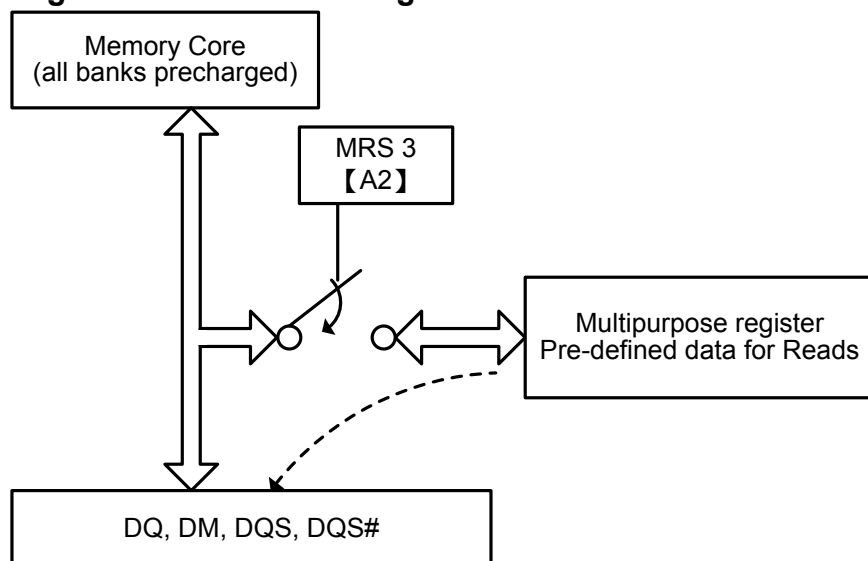 Memory Core
(all banks precharged)
MRS 3
【A2】
Multipurpose register
Pre-defined data for Reads
DQ, DM, DQS, DQS#